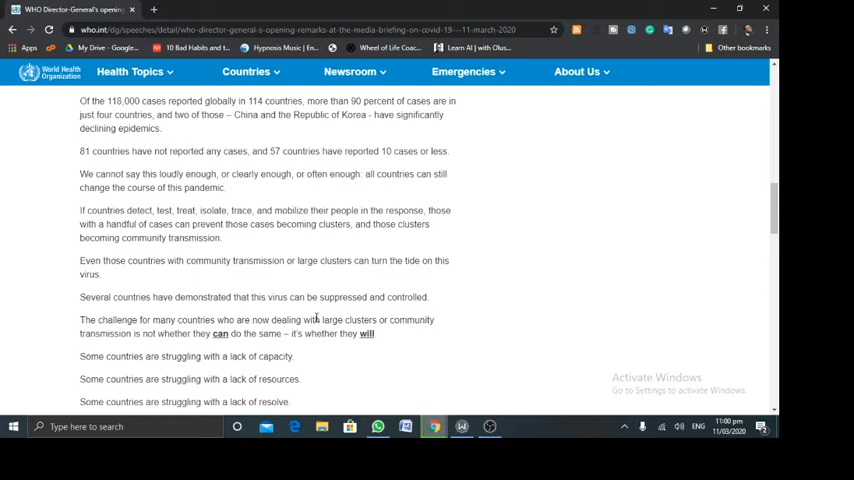 WHO Director-General's opening
who.int/dg/speeches/detail/who-director-general-s-opening-remarks-at-the-media-briefing-on-covid-19---11-march-2020
Apps
My Drive - Google...
10 Bad Habits and t...
Hypnosis Music | En...
Wheel of Life Coac...
Learn AI | with Olus...
Other bookmarks
World Health
Organization
Health Topics
Countries
Newsroom
Emergencies
About Us
Of the 118,000 cases reported globally in 114 countries, more than 90 percent of cases are in
just four countries, and two of those – China and the Republic of Korea - have significantly
declining epidemics.
81 countries have not reported any cases, and 57 countries have reported 10 cases or less.
We cannot say this loudly enough, or clearly enough, or often enough: all countries can still
change the course of this pandemic.
If countries detect, test, treat, isolate, trace, and mobilize their people in the response, those
with a handful of cases can prevent those cases becoming clusters, and those clusters
becoming community transmission.
Even those countries with community transmission or large clusters can turn the tide on this
virus.
Several countries have demonstrated that this virus can be suppressed and controlled.
The challenge for many countries who are now dealing with large clusters or community
transmission is not whether they can do the same – it's whether they will.
Some countries are struggling with a lack of capacity.
Some countries are struggling with a lack of resources.
Some countries are struggling with a lack of resolve.
Activate Windows
Go to Settings to activate Windows.
Type here to search
ENG
11:00 pm
11/03/2020
2